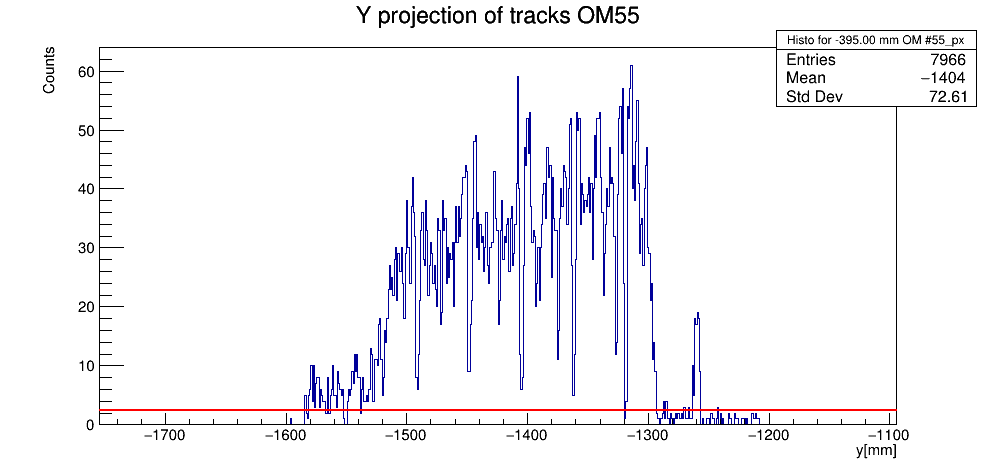 Y projection of tracks OM55
Histo for -395.00 mm OM #55_px
Entries 7966
Mean −1404
Std Dev 72.61
Counts
60
50
40
30
20
10
0
−1700 −1600 −1500 −1400 −1300 −1200 −1100
y[mm]